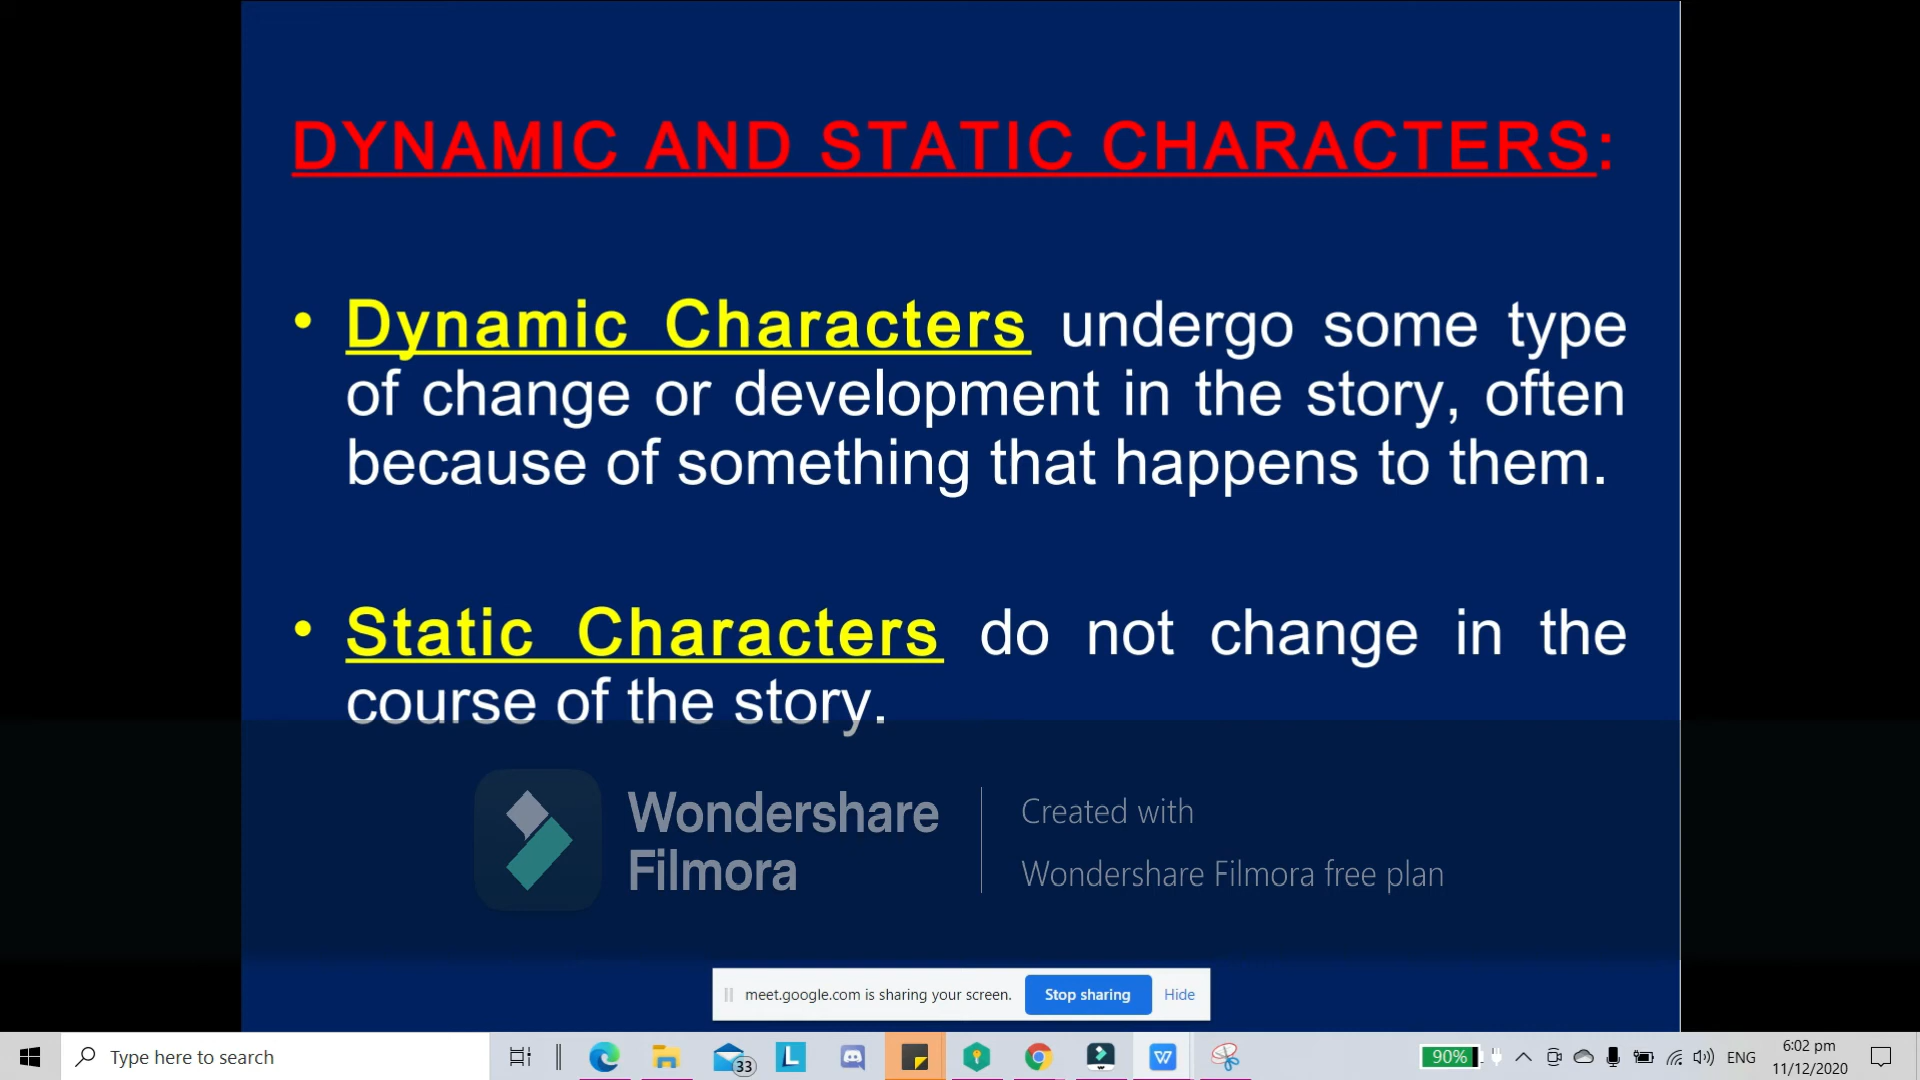 DYNAMIC AND STATIC CHARACTERS:
• Dynamic Characters undergo some type
of change or development in the story, often
because of something that happens to them.
• Static Characters do not change in the
course of the story.
Wondershare
Filmora
Created with
Wondershare Filmora free plan
meet.google.com is sharing your screen. Stop sharing Hide
Type here to search
33
L
W
90%
ENG
6:02 pm
11/12/2020